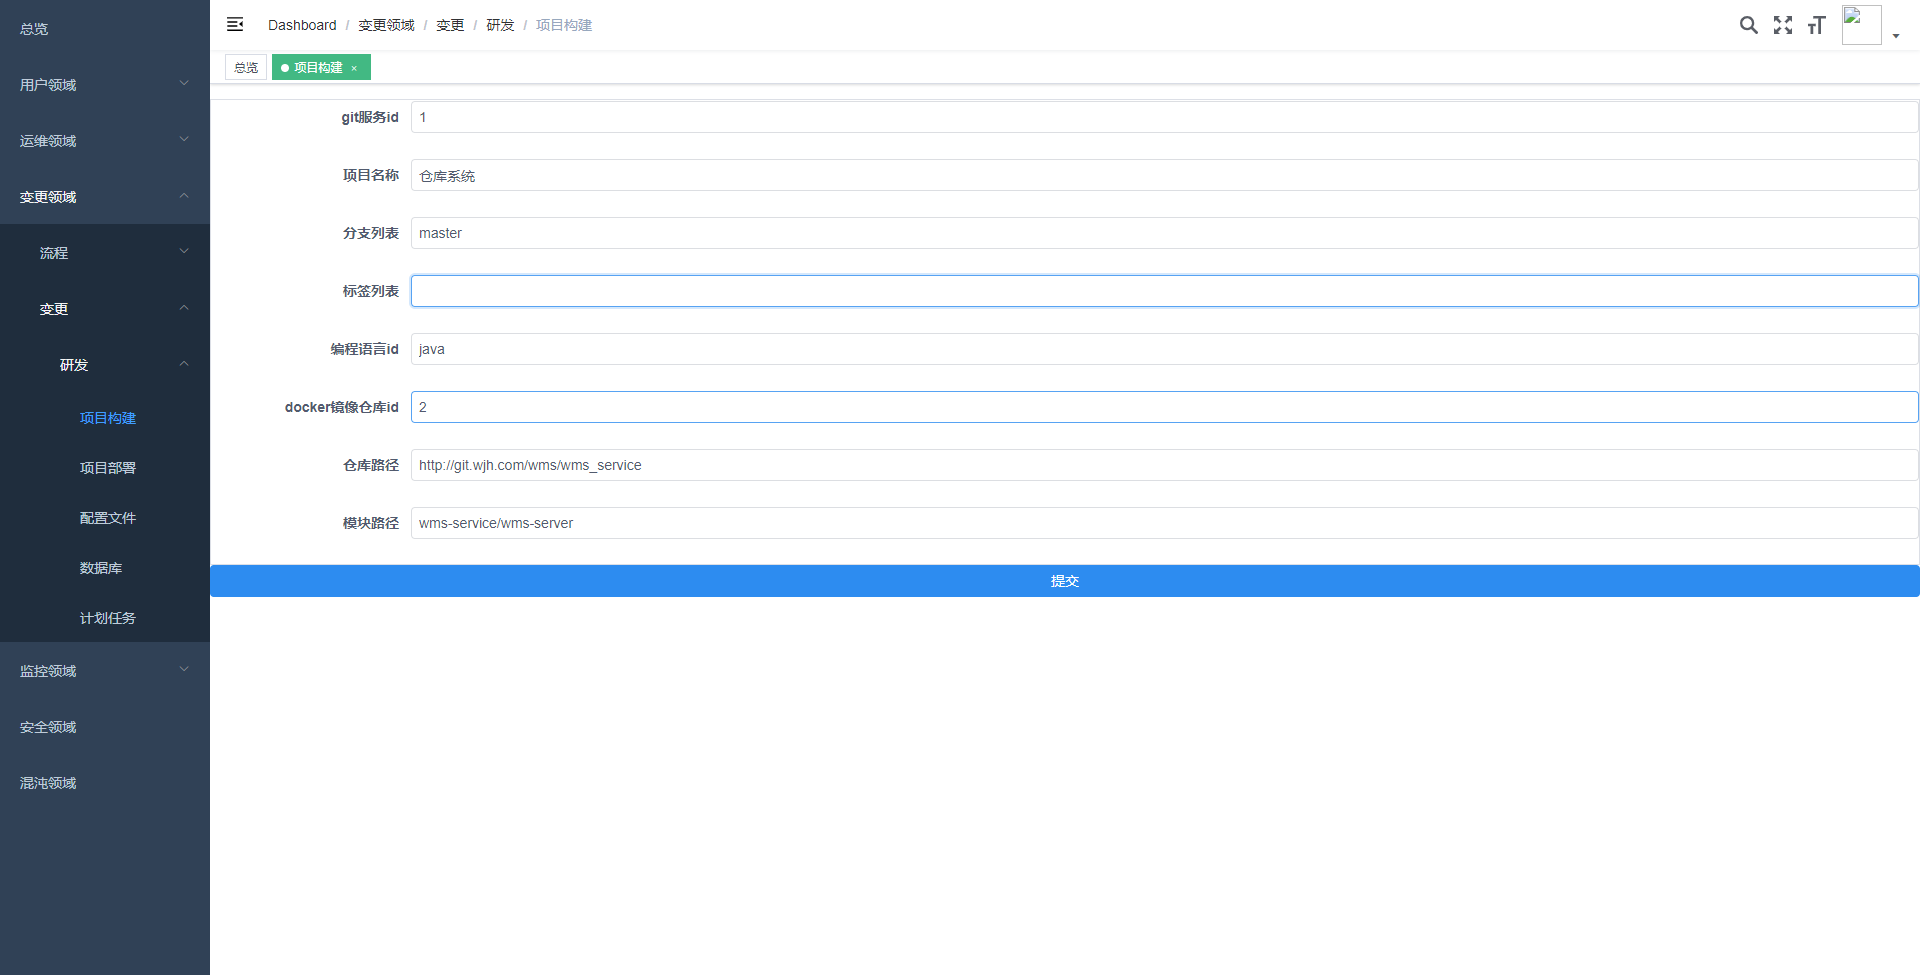 总览
用户领域
运维领域
变更领域
流程
变更
研发
项目构建
项目部署
配置文件
数据库
计划任务
监控领域
安全领域
混沌领域
Dashboard / 变更领域 / 变更 / 研发 / 项目构建
总览 项目构建 ×
git服务id 1
项目名称 仓库系统
分支列表 master
标签列表
编程语言id java
docker镜像仓库id 2
仓库路径 http://git.wjh.com/wms/wms_service
模块路径 wms-service/wms-server
提交